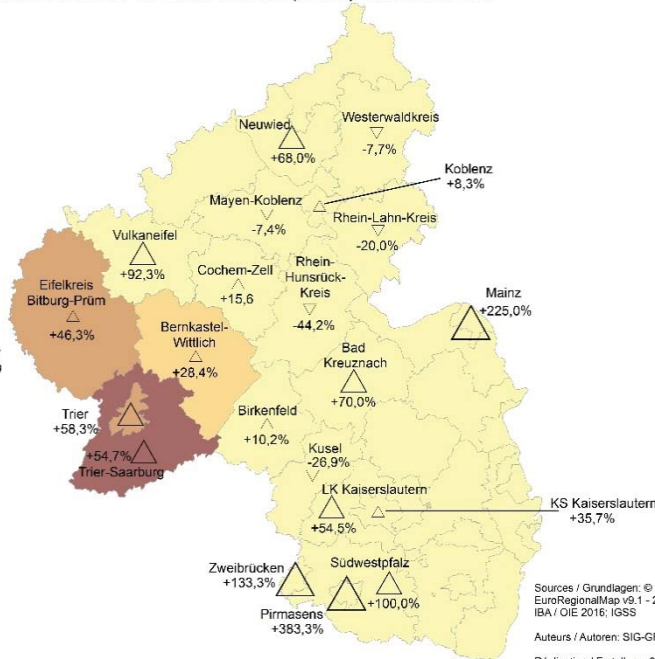 Neuwied
+68,0%
Westerwaldkreis
-7,7%
Koblenz
+8,3%
Mayen-Koblenz
-7,4%
Rhein-Lahn-Kreis
-20,0%
Vulkaneifel
+92,3%
Cochem-Zell
+15,6
Rhein-
Hunsrück-
Kreis
-44,2%
Mainz
+225,0%
Eifelkreis
Bitburg-Prüm
+46,3%
Bernkastel-
Wittlich
+28,4%
Bad
Kreuznach
+70,0%
Trier
+58,3%
+54,7%
Trier-Saarburg
Birkenfeld
+10,2%
Kusel
-26,9%
LK Kaiserslautern
+54,5%
KS Kaiserslautern
+35,7%
Zweibrücken
+133,3%
Südwestpfalz
+100,0%
Pirmasens
+383,3%
Sources / Grundlagen: ©
EuroRegionalMap v9.1 - 2
IBA / OIE 2016; IGSS
Auteurs / Autoren: SIG-G